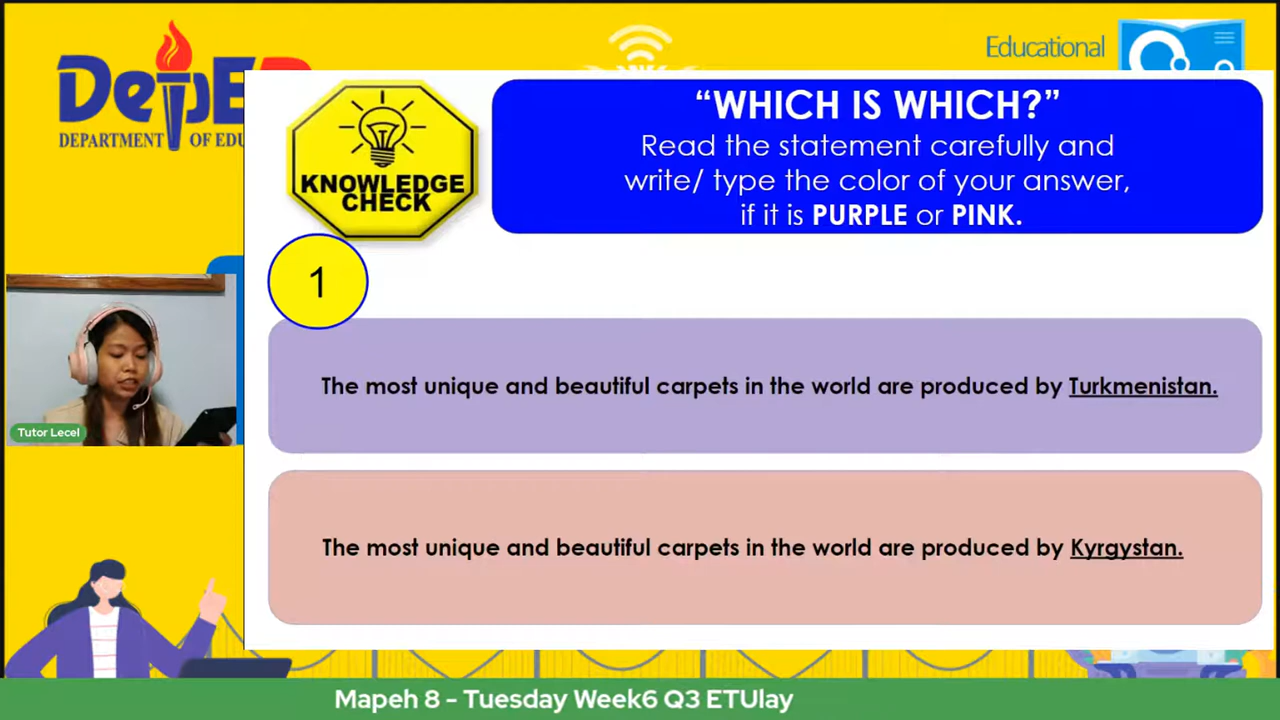 DepED
DEPARTMENT OF EDU
Educational
KNOWLEDGE
CHECK
“WHICH IS WHICH?”
Read the statement carefully and
write/ type the color of your answer,
if it is PURPLE or PINK.
1
The most unique and beautiful carpets in the world are produced by Turkmenistan.
The most unique and beautiful carpets in the world are produced by Kyrgystan.
Tutor Lecel
Mapeh 8 - Tuesday Week6 Q3 ETUlay